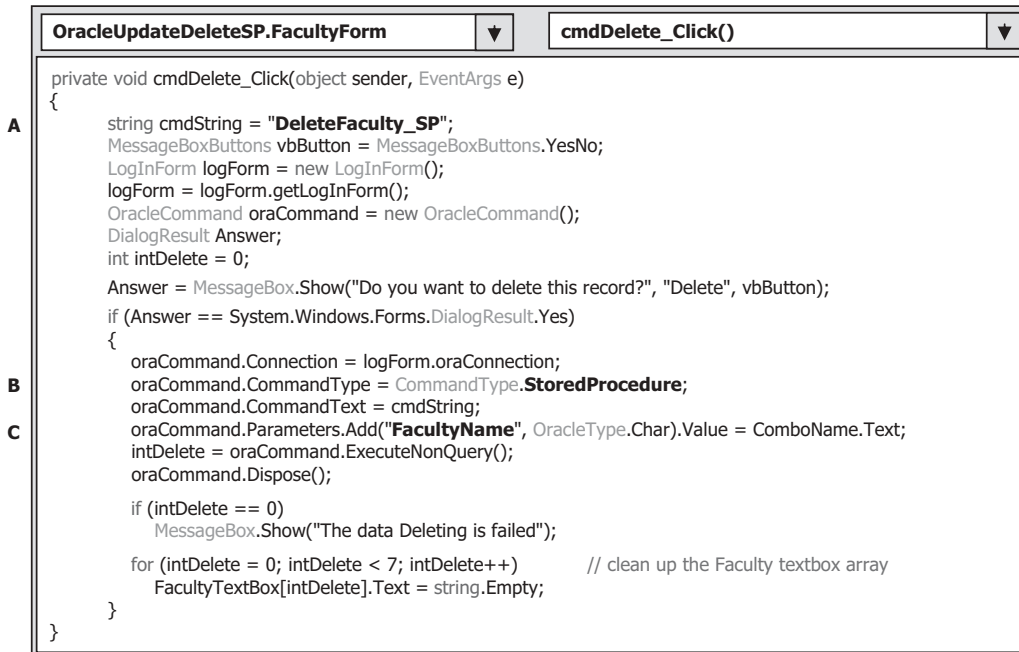 OracleUpdateDeleteSP.FacultyForm cmdDelete_Click()
private void cmdDelete_Click(object sender, EventArgs e)
{
A string cmdString = "DeleteFaculty_SP";
MessageBoxButtons vbButton = MessageBoxButtons.YesNo;
LogInForm logForm = new LogInForm();
logForm = logForm.getLogInForm();
OracleCommand oraCommand = new OracleCommand();
DialogResult Answer;
int intDelete = 0;
Answer = MessageBox.Show("Do you want to delete this record?", "Delete", vbButton);
if (Answer == System.Windows.Forms.DialogResult.Yes)
{
oraCommand.Connection = logForm.oraConnection;
B oraCommand.CommandType = CommandType.StoredProcedure;
oraCommand.CommandText = cmdString;
C oraCommand.Parameters.Add("FacultyName", OracleType.Char).Value = ComboName.Text;
intDelete = oraCommand.ExecuteNonQuery();
oraCommand.Dispose();
if (intDelete == 0)
MessageBox.Show("The data Deleting is failed");
for (intDelete = 0; intDelete < 7; intDelete++) // clean up the Faculty textbox array
FacultyTextBox[intDelete].Text = string.Empty;
}
}